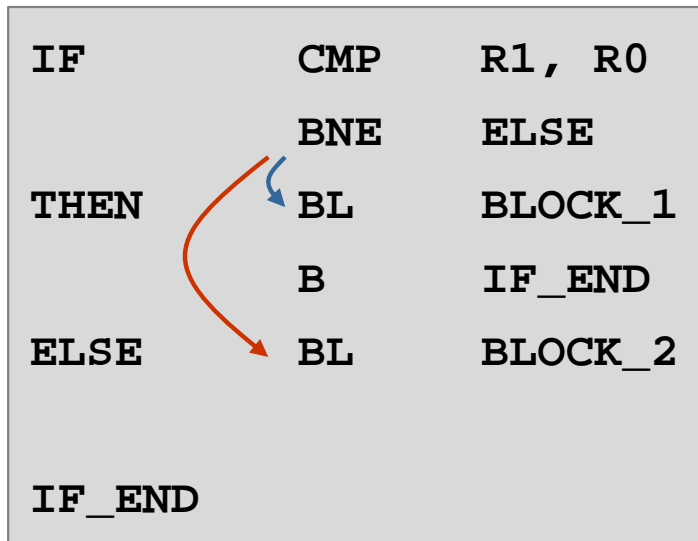 IF CMP R1, R0
BNE ELSE
THEN BL BLOCK_1
B IF_END
ELSE BL BLOCK_2
IF_END